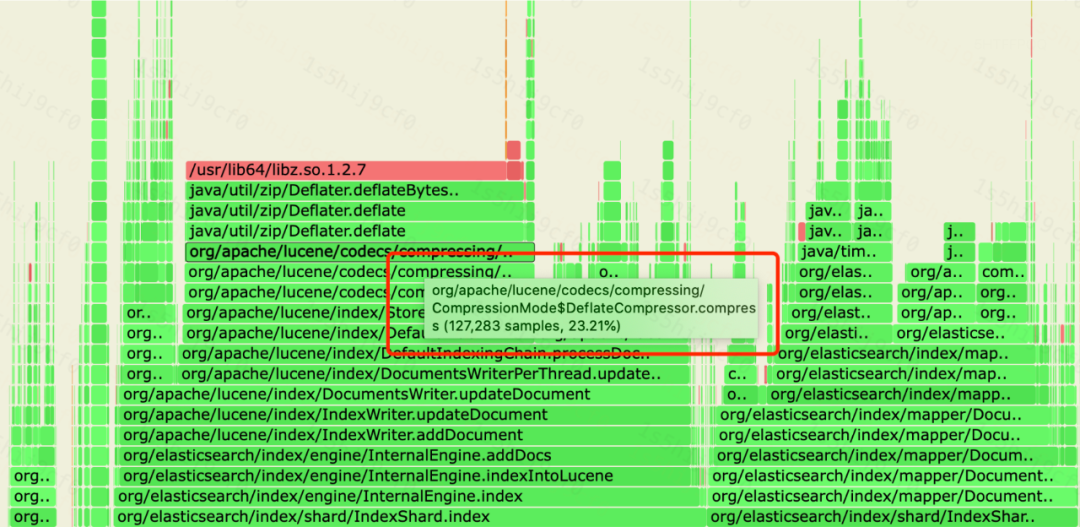 /usr/lib64/libz.so.1.2.7
java/util/zip/Deflater.deflateBytes..
java/util/zip/Deflater.deflate
jav.. ja..
java/util/zip/Deflater.deflate
jav.. ja.. j..
org/apache/lucene/codecs/compressing/..
java/tim.. j..
org/apache/lucene/codecs/compressing/..
o..
org/elas.. org/a.. com..
org/apache/lucene/codecs/com
org/apache/lucene/codecs/compressing/
CompressionMode$DeflateCompressor.compres
s (127,283 samples, 23.21%)
org/elas.. org/ap.. org..
or.. org/apache/lucene/index/Store
org/elast.. org/ap.. org..
org.. org/apache/lucene/index/Defau
org/elasti.. org/elasticse..
org.. org/apache/lucene/index/DefaultIndexingChain.processDoc..
org/elasticsearch/index/map..
org.. org/apache/lucene/index/DocumentsWriterPerThread.update..
c.. org/elasticsearch/index/map..
org/apache/lucene/index/DocumentsWriter.updateDocument
o.. org/elasticsearch/index/mapp..
org/apache/lucene/index/IndexWriter.updateDocument
org/elasticsearch/index/mapper/Docu..
org/apache/lucene/index/IndexWriter.addDocument
org/elasticsearch/index/mapper/Docu..
org/elasticsearch/index/engine/InternalEngine.addDocs
org/elasticsearch/index/mapper/Docum..
org.. org/elasticsearch/index/engine/InternalEngine.indexIntoLucene
org/elasticsearch/index/mapper/Document..
org.. org/elasticsearch/index/engine/InternalEngine.index
org/elasticsearch/index/mapper/Document..
org.. org/elasticsearch/index/shard/IndexShard.index
org/elasticsearch/index/shard/IndexShar..